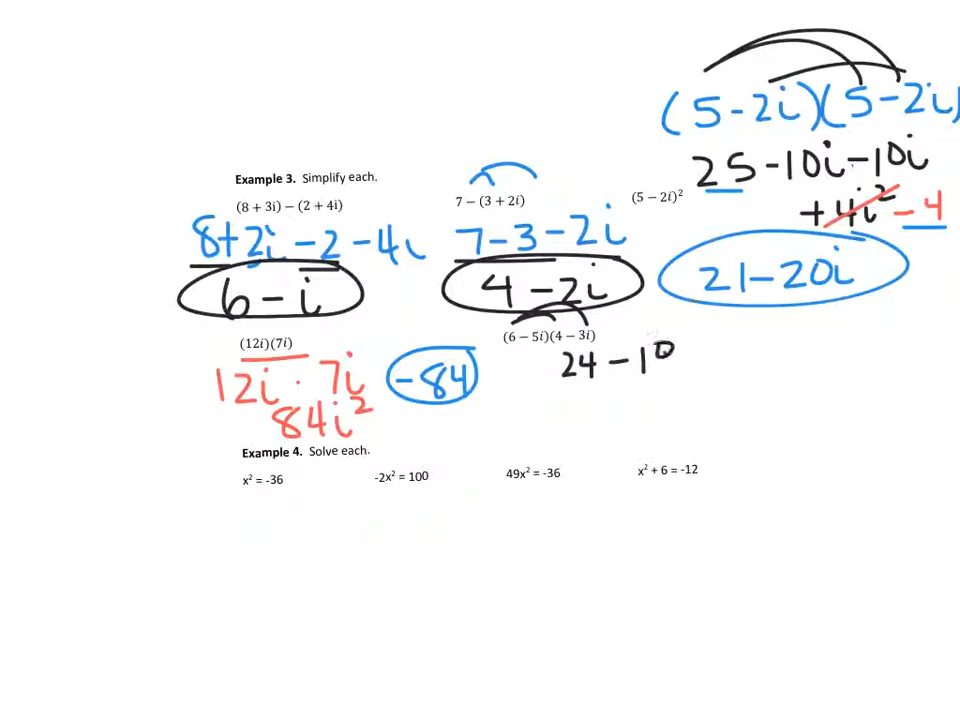 (5-2i)(5-2i)
25-10i-10i
+4i² -4
21-20i
Example 3. Simplify each.
(8 + 3i) − (2 + 4i)
8+2i-2-4i
6-i
7 − (3 + 2i)
7-3-2i
4-2i
(5 − 2i)²
(12i)(7i)
12i · 7i
84i²
-84
(6 − 5i)(4 − 3i)
24-10
Example 4. Solve each.
x² = -36
-2x² = 100
49x² = -36
x² + 6 = -12